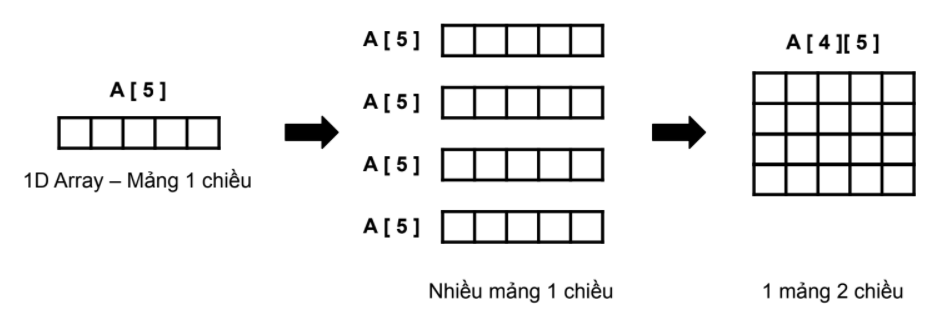 A [ 5 ]
1D Array – Mảng 1 chiều
A [ 5 ]
A [ 5 ]
A [ 5 ]
A [ 5 ]
Nhiều mảng 1 chiều
A [ 4 ][ 5 ]
1 mảng 2 chiều